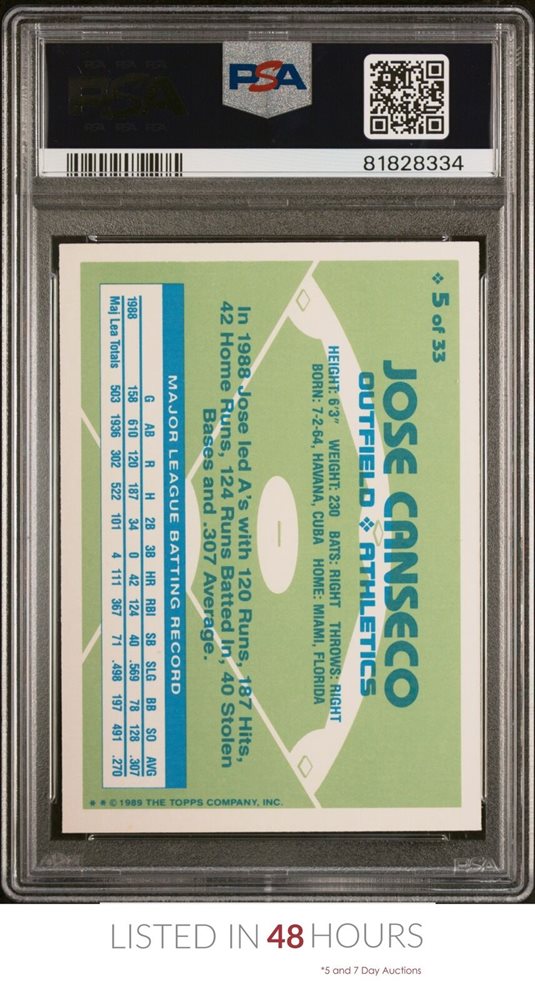 PSA
PSA
81828334
❖ 5 of 33
JOSE CANSECO
OUTFIELD ❖ ATHLETICS
HEIGHT: 6'3" WEIGHT: 230 BATS: RIGHT THROWS: RIGHT
BORN: 7-2-64, HAVANA, CUBA HOME: MIAMI, FLORIDA
In 1988 Jose led A's with 120 Runs, 187 Hits,
42 Home Runs, 124 Runs Batted In, 40 Stolen
Bases and .307 Average.
MAJOR LEAGUE BATTING RECORD
G AB R H 2B 3B HR RBI SB SLG BB SO AVG
1988 158 610 120 187 34 0 42 124 40 .569 78 128 .307
Maj Lea Totals 503 1936 302 522 101 4 111 367 71 .498 197 491 .270
* * © 1989 THE TOPPS COMPANY, INC.
PSA
LISTED IN 48 HOURS
*5 and 7 Day Auctions